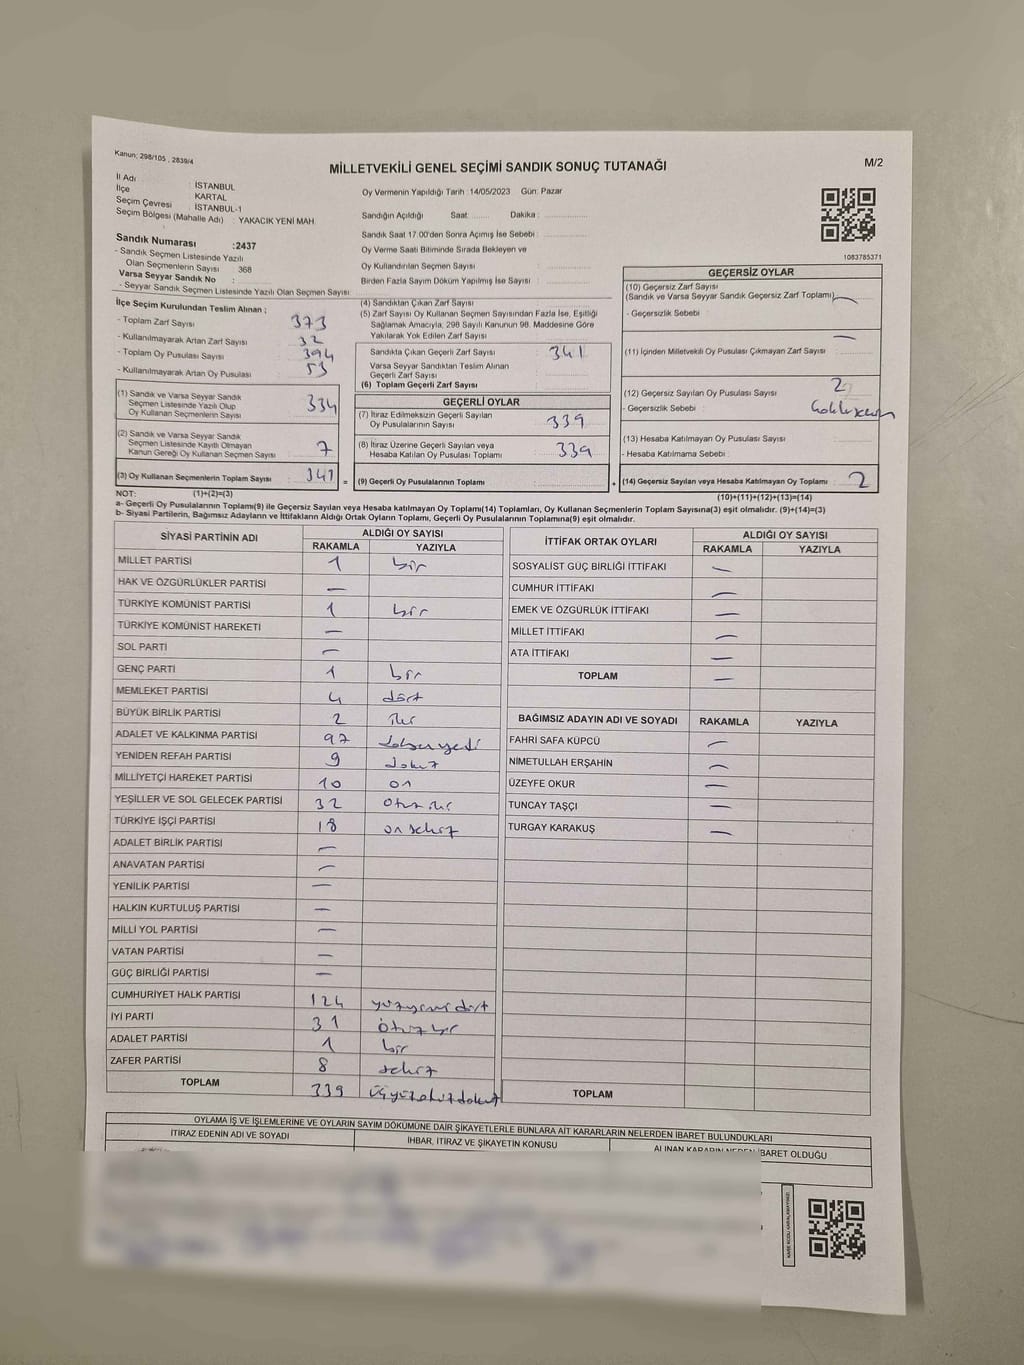 Kanun; 298/105 , 2839/4
MİLLETVEKİLİ GENEL SEÇİMİ SANDIK SONUÇ TUTANAĞI
M/2
İl Adı : İSTANBUL
İlçe : KARTAL
Seçim Çevresi : İSTANBUL-1
Seçim Bölgesi (Mahalle Adı) : YAKACIK YENİ MAH.
Sandık Numarası :2437
- Sandık Seçmen Listesinde Yazılı
Olan Seçmenlerin Sayısı 368
Varsa Seyyar Sandık No :
- Seyyar Sandık Seçmen Listesinde Yazılı Olan Seçmen Sayısı:
Oy Vermenin Yapıldığı Tarih :14/05/2023 Gün: Pazar
Sandığın Açıldığı Saat: ........ Dakika : ................
Sandık Saat 17:00'den Sonra Açımış İse Sebebi :
Oy Verme Saati Bitiminde Sırada Bekleyen ve
Oy Kullandırılan Seçmen Sayısı :
Birden Fazla Sayım Döküm Yapılmış İse Sayısı :
1083785371
İlçe Seçim Kurulundan Teslim Alınan ;
- Toplam Zarf Sayısı 373
- Kullanılmayarak Artan Zarf Sayısı 32
- Toplam Oy Pusulası Sayısı 394
- Kullanılmayarak Artan Oy Pusulası 53
(1) Sandık ve Varsa Seyyar Sandık
Seçmen Listesinde Yazılı Olup
Oy Kullanan Seçmenlerin Sayısı 334
(2) Sandık ve Varsa Seyyar Sandık
Seçmen Listesinde Kayıtlı Olmayan
Kanun Gereği Oy Kullanan Seçmen Sayısı 7
(3) Oy Kullanan Seçmenlerin Toplam Sayısı 341 =
(4) Sandıktan Çıkan Zarf Sayısı
(5) Zarf Sayısı Oy Kullanan Seçmen Sayısından Fazla İse, Eşitliği
Sağlamak Amacıyla; 298 Sayılı Kanunun 98. Maddesine Göre
Yakılarak Yok Edilen Zarf Sayısı
Sandıkta Çıkan Geçerli Zarf Sayısı 341
Varsa Seyyar Sandıktan Teslim Alınan
Geçerli Zarf Sayısı
(6) Toplam Geçerli Zarf Sayısı
GEÇERLİ OYLAR
(7) İtiraz Edilmeksizin Geçerli Sayılan
Oy Pusulalarının Sayısı 339
(8) İtiraz Üzerine Geçerli Sayılan veya
Hesaba Katılan Oy Pusulası Toplamı 339
(9) Geçerli Oy Pusulalarının Toplamı +
GEÇERSİZ OYLAR
(10) Geçersiz Zarf Sayısı
(Sandık ve Varsa Seyyar Sandık Geçersiz Zarf Toplamı) —
- Geçersizlik Sebebi
—
(11) İçinden Milletvekili Oy Pusulası Çıkmayan Zarf Sayısı
(12) Geçersiz Sayılan Oy Pusulası Sayısı 2
- Geçersizlik Sebebi :
(13) Hesaba Katılmayan Oy Pusulası Sayısı
- Hesaba Katılmama Sebebi :
(14) Geçersiz Sayılan veya Hesaba Katılmayan Oy Toplamı : 2
NOT: (1)+(2)=(3)
(10)+(11)+(12)+(13)=(14)
a- Geçerli Oy Pusulalarının Toplamı(9) ile Geçersiz Sayılan veya Hesaba katılmayan Oy Toplamı(14) Toplamları, Oy Kullanan Seçmenlerin Toplam Sayısına(3) eşit olmalıdır. (9)+(14)=(3)
b- Siyasi Partilerin, Bağımsız Adayların ve İttifakların Aldığı Ortak Oyların Toplamı, Geçerli Oy Pusulalarının Toplamına(9) eşit olmalıdır.
SİYASİ PARTİNİN ADI ALDIĞI OY SAYISI
RAKAMLA YAZIYLA
MİLLET PARTİSİ 1 bir
HAK VE ÖZGÜRLÜKLER PARTİSİ —
TÜRKİYE KOMÜNİST PARTİSİ 1 bir
TÜRKİYE KOMÜNİST HAREKETİ —
SOL PARTİ —
GENÇ PARTİ 1 bir
MEMLEKET PARTİSİ 4 dört
BÜYÜK BİRLİK PARTİSİ 2 iki
ADALET VE KALKINMA PARTİSİ 97 doksanyedi
YENİDEN REFAH PARTİSİ 9 dokuz
MİLLİYETÇİ HAREKET PARTİSİ 10 on
YEŞİLLER VE SOL GELECEK PARTİSİ 32 otuz iki
TÜRKİYE İŞÇİ PARTİSİ 18 on sekiz
ADALET BİRLİK PARTİSİ —
ANAVATAN PARTİSİ —
YENİLİK PARTİSİ —
HALKIN KURTULUŞ PARTİSİ —
MİLLİ YOL PARTİSİ —
VATAN PARTİSİ —
GÜÇ BİRLİĞİ PARTİSİ —
CUMHURİYET HALK PARTİSİ 124 yüzyirmi dört
İYİ PARTİ 31 otuz bir
ADALET PARTİSİ 1 bir
ZAFER PARTİSİ 8 sekiz
TOPLAM 339 üçyüzotuzdokuz
İTTİFAK ORTAK OYLARI ALDIĞI OY SAYISI
RAKAMLA YAZIYLA
SOSYALİST GÜÇ BİRLİĞİ İTTİFAKI —
CUMHUR İTTİFAKI —
EMEK VE ÖZGÜRLÜK İTTİFAKI —
MİLLET İTTİFAKI —
ATA İTTİFAKI —
TOPLAM —
BAĞIMSIZ ADAYIN ADI VE SOYADI RAKAMLA YAZIYLA
FAHRİ SAFA KÜPCÜ —
NİMETULLAH ERŞAHİN —
ÜZEYFE OKUR —
TUNCAY TAŞÇI —
TURGAY KARAKUŞ —
TOPLAM
OYLAMA İŞ VE İŞLEMLERİNE VE OYLARIN SAYIM DÖKÜMÜNE DAİR ŞİKAYETLERLE BUNLARA AİT KARARLARIN NELERDEN İBARET BULUNDUKLARI
İTİRAZ EDENİN ADI VE SOYADI
İHBAR, İTİRAZ VE ŞİKAYETİN KONUSU
ALINAN KARARIN NEDEN İBARET OLDUĞU